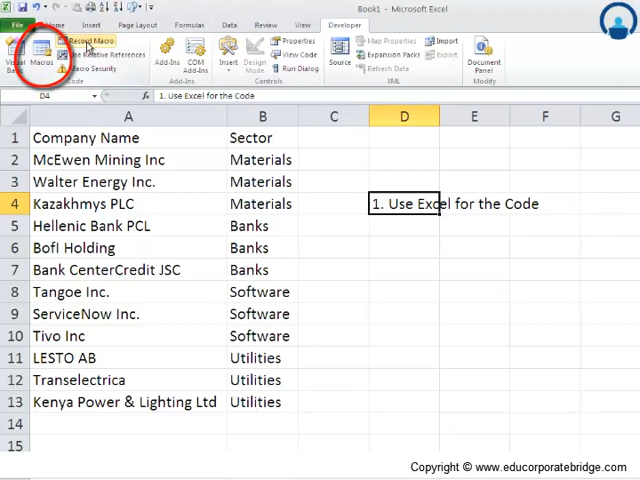 Book1 - Microsoft Excel
File Home Insert Page Layout Formulas Data Review View Developer
Visual Basic Macros Record Macro Use Relative References Macro Security Code
Add-Ins COM Add-Ins Add-Ins
Insert Design Mode Properties View Code Run Dialog Controls
Source Map Properties Expansion Packs Refresh Data Import Export XML
Document Panel Modify
D4 fx 1. Use Excel for the Code
A B C D E F G
1 Company Name Sector
2 McEwen Mining Inc Materials
3 Walter Energy Inc. Materials
4 Kazakhmys PLC Materials 1. Use Excel for the Code
5 Hellenic Bank PCL Banks
6 BofI Holding Banks
7 Bank CenterCredit JSC Banks
8 Tangoe Inc. Software
9 ServiceNow Inc. Software
10 Tivo Inc Software
11 LESTO AB Utilities
12 Transelectrica Utilities
13 Kenya Power & Lighting Ltd Utilities
14
15
Copyright © www.educorporatebridge.com